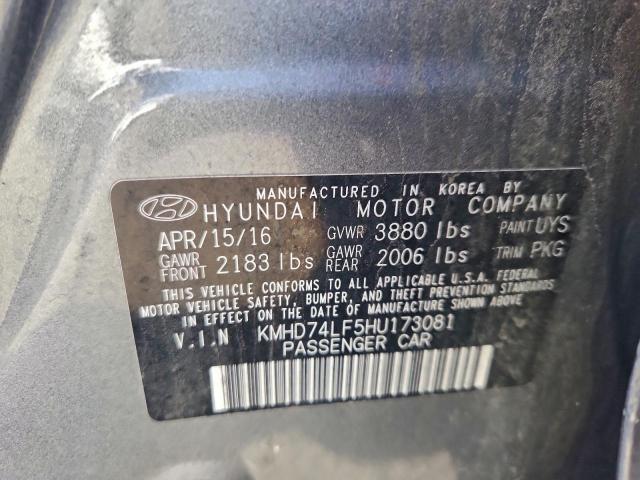 MANUFACTURED IN KOREA BY
HYUNDAI MOTOR COMPANY
APR/15/16 GVWR 3880 lbs PAINT UYS
GAWR FRONT 2183 lbs GAWR REAR 2006 lbs TRIM PKG
THIS VEHICLE CONFORMS TO ALL APPLICABLE U.S.A. FEDERAL
MOTOR VEHICLE SAFETY, BUMPER, AND THEFT PREVENTION STANDARDS
IN EFFECT ON THE DATE OF MANUFACTURE SHOWN ABOVE
V.I.N KMHD74LF5HU173081
PASSENGER CAR